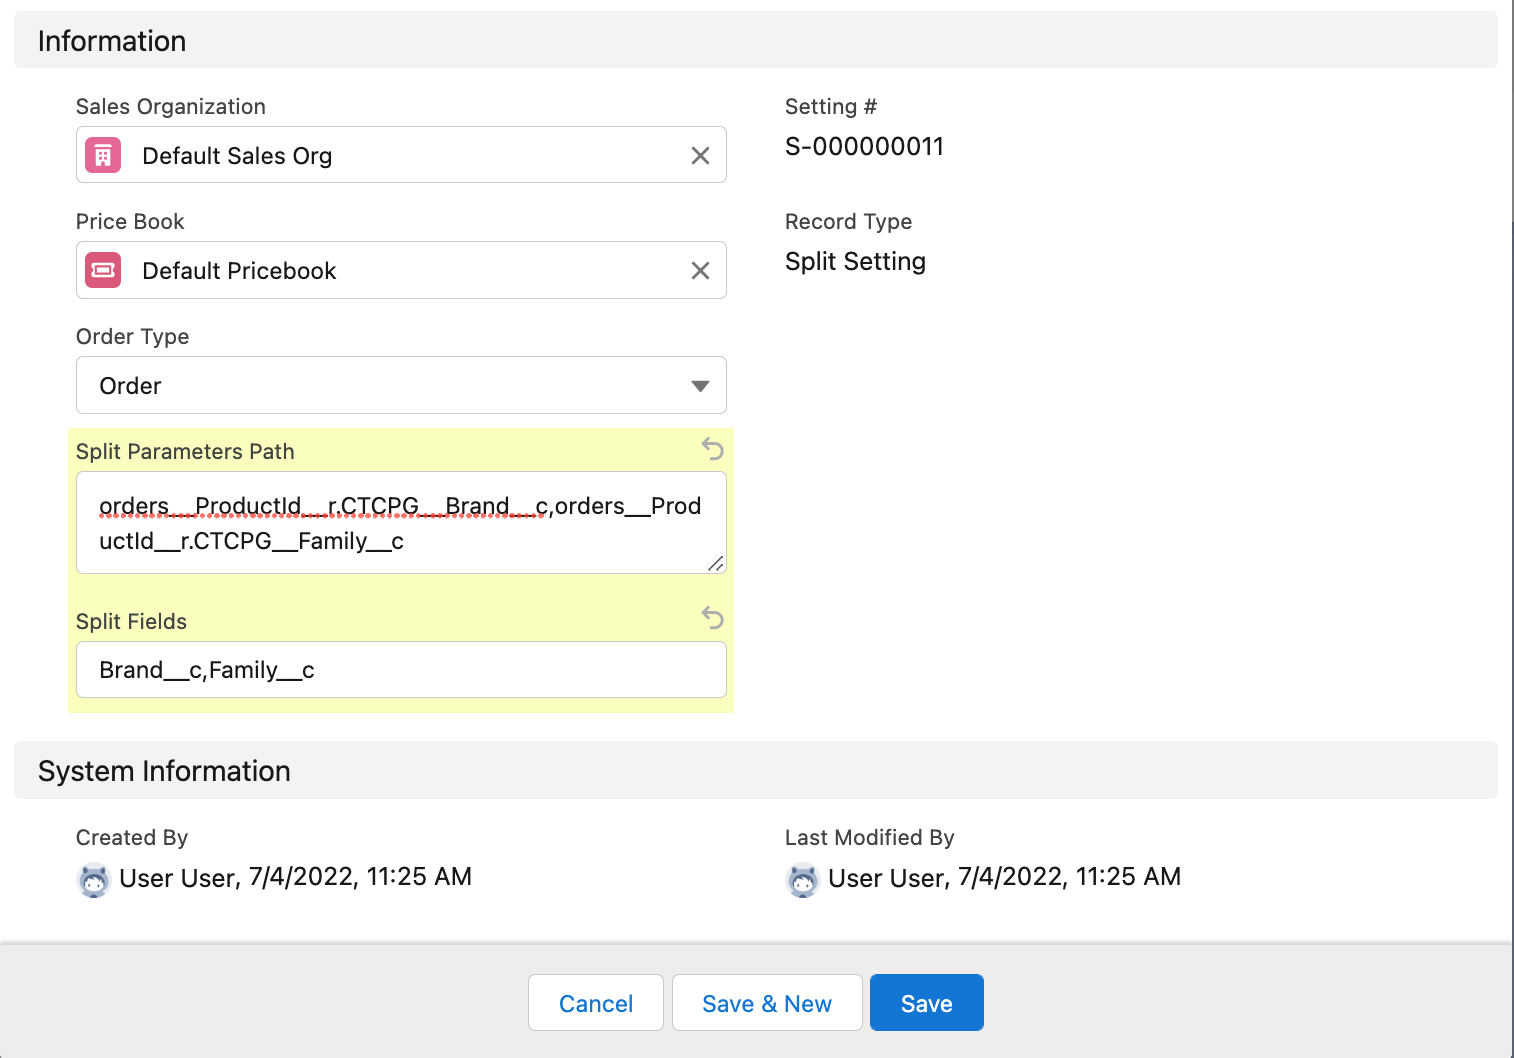 Information
Sales Organization
Default Sales Org
Setting #
S-000000011
Price Book
Default Pricebook
Record Type
Split Setting
Order Type
Order
Split Parameters Path
orders__ProductId__r.CTCPG__Brand__c,orders__Prod
uctId__r.CTCPG__Family__c
Split Fields
Brand__c,Family__c
System Information
Created By
User User, 7/4/2022, 11:25 AM
Last Modified By
User User, 7/4/2022, 11:25 AM
Cancel
Save & New
Save